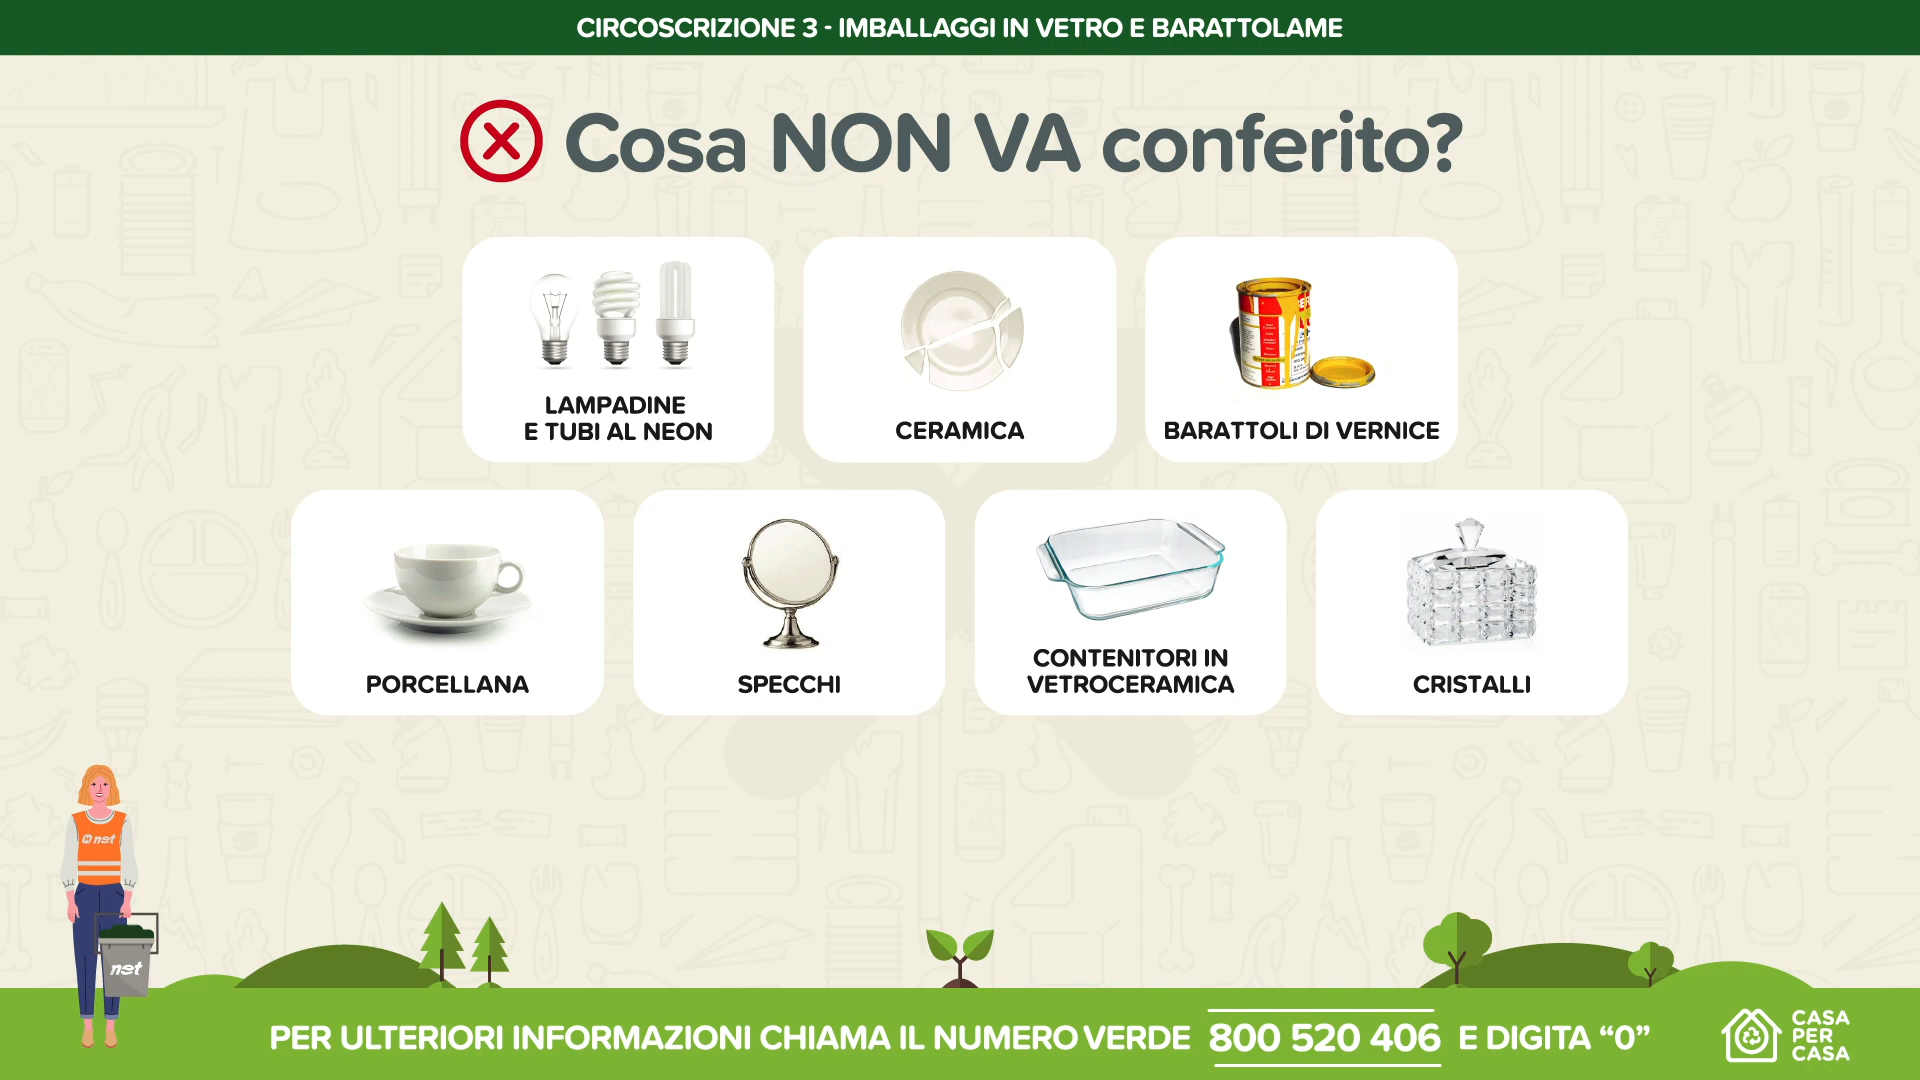 CIRCOSCRIZIONE 3 - IMBALLAGGI IN VETRO E BARATTOLAME
Cosa NON VA conferito?
LAMPADINE
E TUBI AL NEON
CERAMICA
BARATTOLI DI VERNICE
PORCELLANA
SPECCHI
CONTENITORI IN
VETROCERAMICA
CRISTALLI
net
net
PER ULTERIORI INFORMAZIONI CHIAMA IL NUMERO VERDE 800 520 406 E DIGITA “0”
CASA
PER
CASA